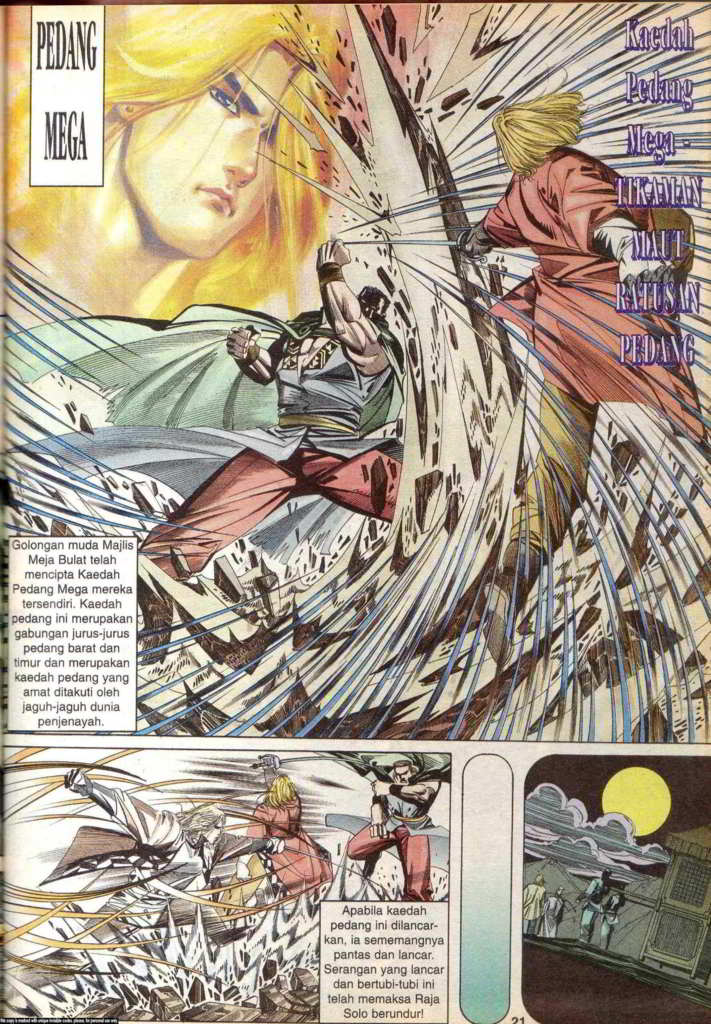 PEDANG
MEGA
Kaedah
Pedang
Mega -
TIKAMAN
MAUT
RATUSAN
PEDANG
Golongan muda Majlis
Meja Bulat telah
mencipta Kaedah
Pedang Mega mereka
tersendiri. Kaedah
pedang ini merupakan
gabungan jurus-jurus
pedang barat dan
timur dan merupakan
kaedah pedang yang
amat ditakuti oleh
jaguh-jaguh dunia
penjenayah.
Apabila kaedah
pedang ini dilancar-
kan, ia sememangnya
pantas dan lancar.
Serangan yang lancar
dan bertubi-tubi ini
telah memaksa Raja
Solo berundur!
21